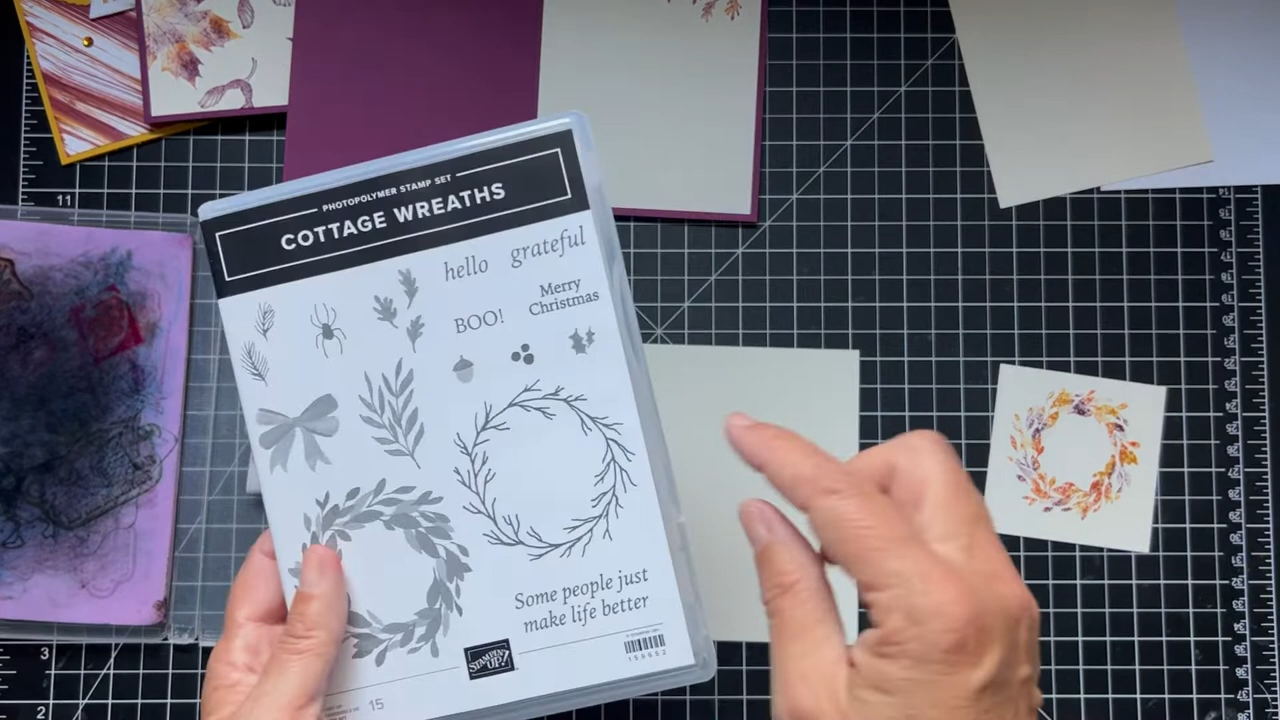 PHOTOPOLYMER STAMP SET
COTTAGE WREATHS
hello
grateful
BOO!
Merry
Christmas
Some people just
make life better
STAMPIN' UP!
159652
15
11
3
2